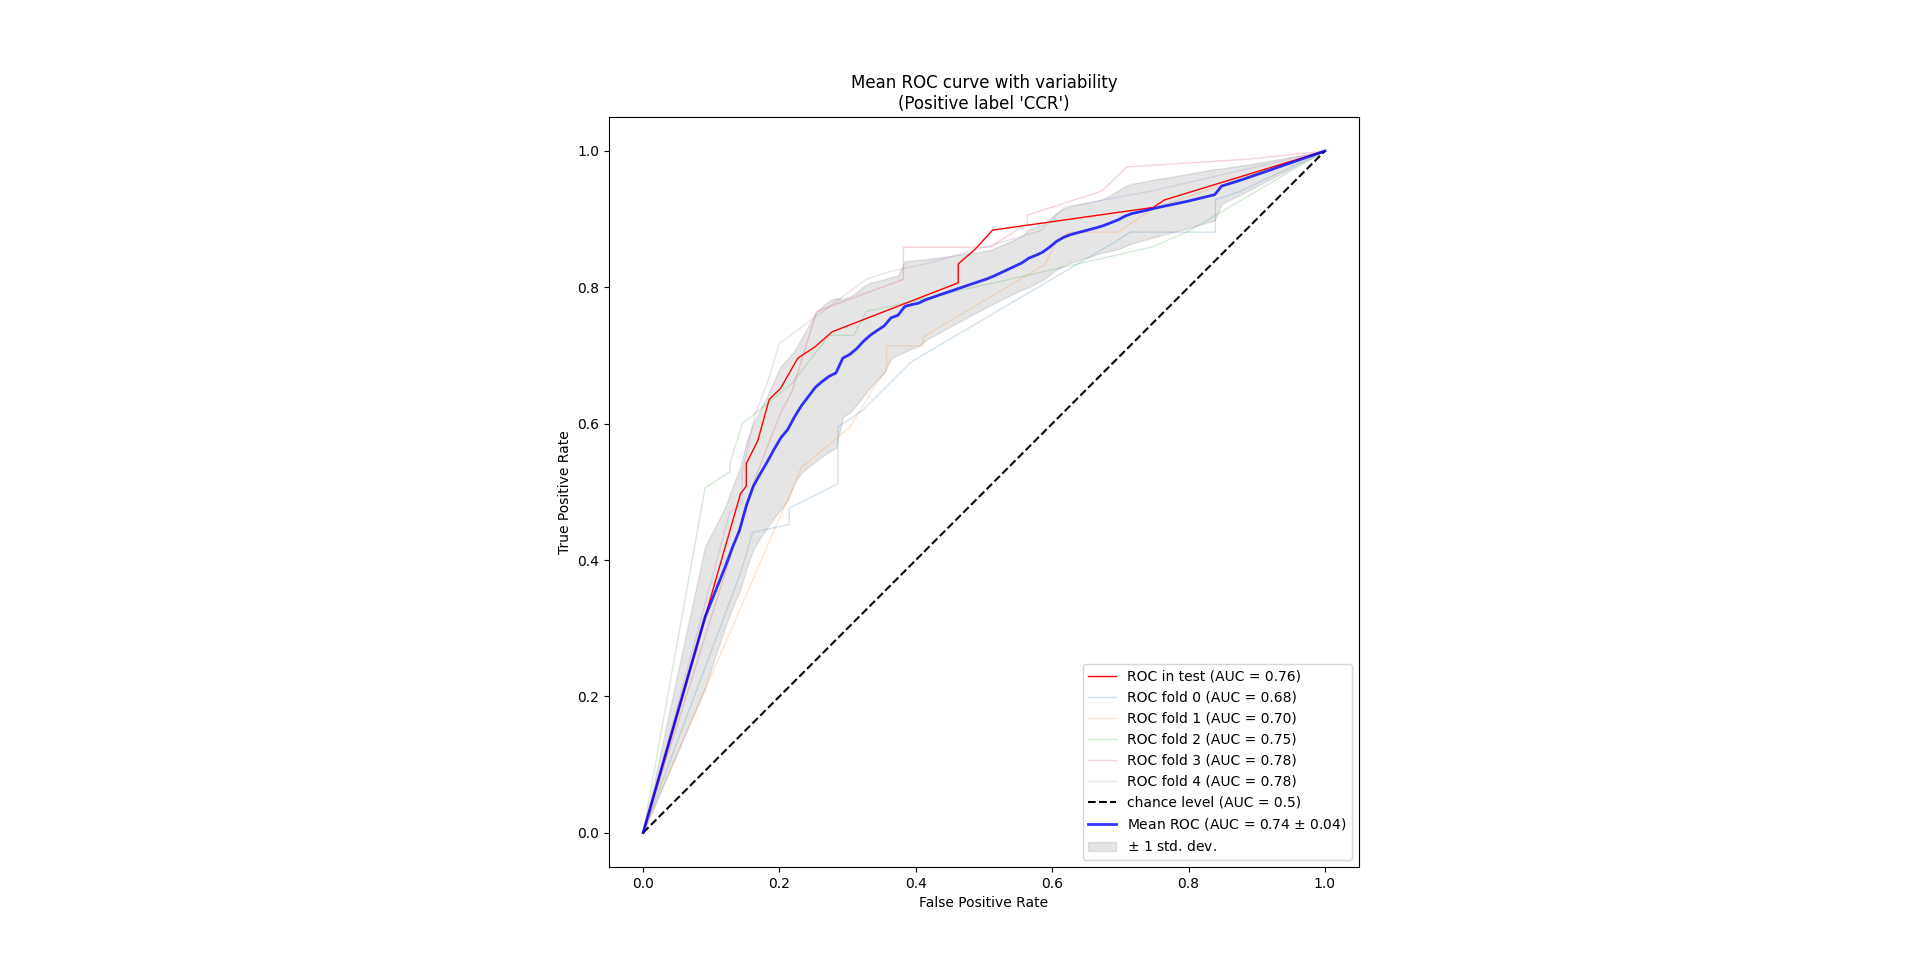 Mean ROC curve with variability
(Positive label 'CCR')
1.0
0.8
0.6
0.4
0.2
0.0
True Positive Rate
ROC in test (AUC = 0.76)
ROC fold 0 (AUC = 0.68)
ROC fold 1 (AUC = 0.70)
ROC fold 2 (AUC = 0.75)
ROC fold 3 (AUC = 0.78)
ROC fold 4 (AUC = 0.78)
chance level (AUC = 0.5)
Mean ROC (AUC = 0.74 ± 0.04)
± 1 std. dev.
0.0 0.2 0.4 0.6 0.8 1.0
False Positive Rate